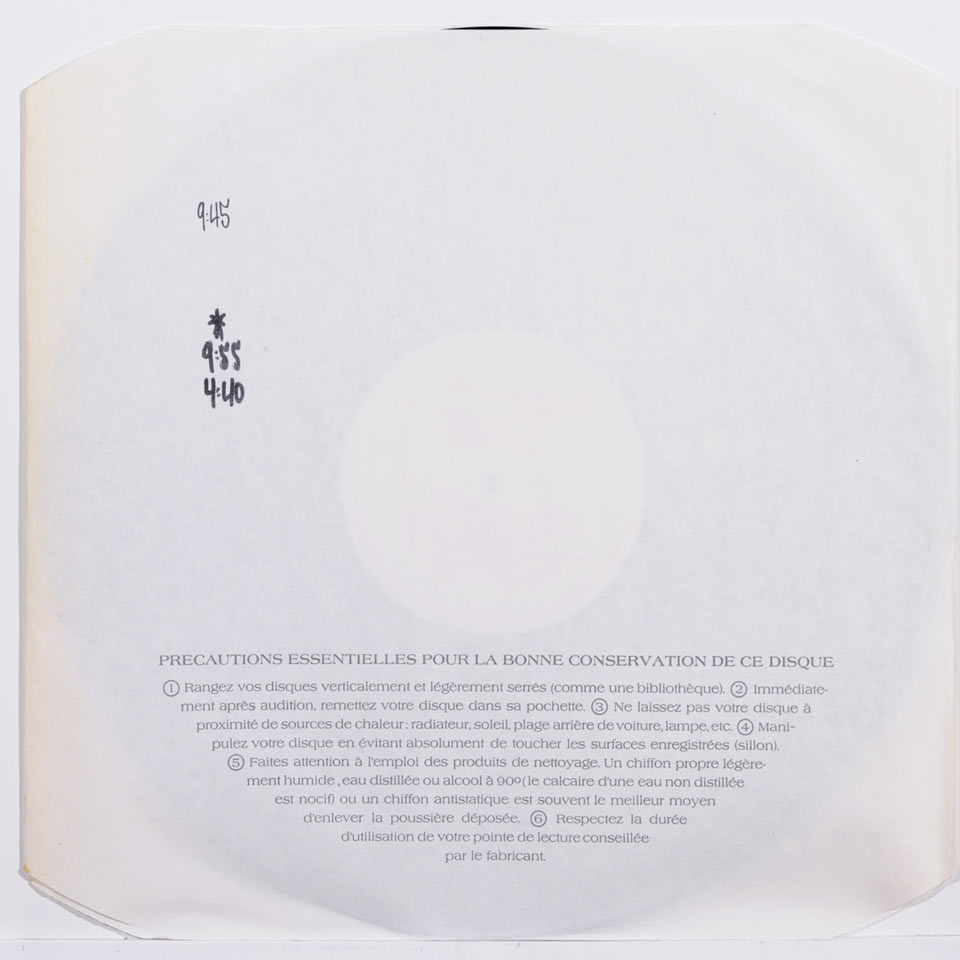 9:45
*
9:55
4:40
PRECAUTIONS ESSENTIELLES POUR LA BONNE CONSERVATION DE CE DISQUE
① Rangez vos disques verticalement et légèrement serrés (comme une bibliothèque). ② Immédiate-
ment après audition, remettez votre disque dans sa pochette. ③ Ne laissez pas votre disque à
proximité de sources de chaleur: radiateur, soleil, plage arrière de voiture, lampe, etc. ④ Mani-
pulez votre disque en évitant absolument de toucher les surfaces enregistrées (sillon).
⑤ Faites attention à l'emploi des produits de nettoyage. Un chiffon propre légère-
ment humide, eau distillée ou alcool à 90º (le calcaire d'une eau non distillée
est nocif) ou un chiffon antistatique est souvent le meilleur moyen
d'enlever la poussière déposée. ⑥ Respectez la durée
d'utilisation de votre pointe de lecture conseillée
par le fabricant.